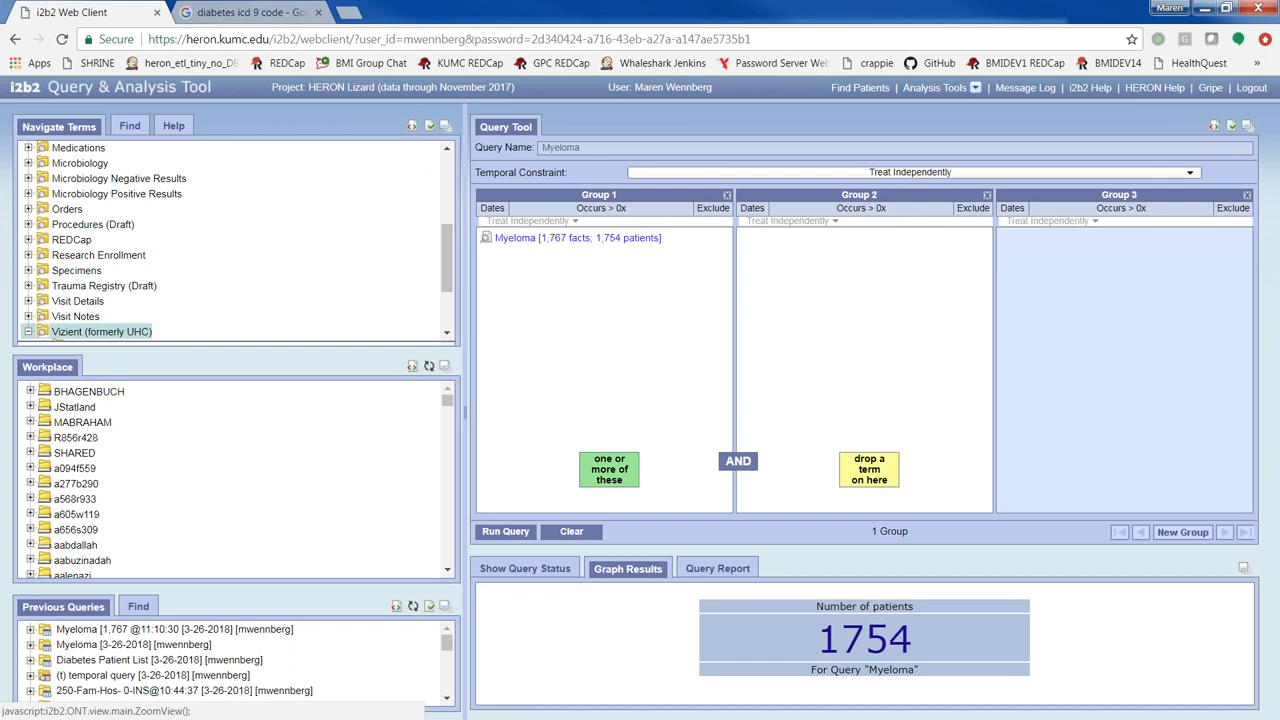 i2b2 Web Client
diabetes icd 9 code - Go
Maren
Secure
https://heron.kumc.edu/i2b2/webclient/?user_id=mwennberg&password=2d340424-a716-43eb-a27a-a147ae5735b1
Apps
SHRINE
heron_etl_tiny_no_DB
REDCap
BMI Group Chat
KUMC REDCap
GPC REDCap
Whaleshark Jenkins
Password Server Web
crappie
GitHub
BMIDEV1 REDCap
BMIDEV14
HealthQuest
»
i2b2 Query & Analysis Tool
Project: HERON Lizard (data through November 2017)
User: Maren Wennberg
Find Patients | Analysis Tools | Message Log | i2b2 Help | HERON Help | Gripe | Logout
Navigate Terms
Find
Help
Medications
Microbiology
Microbiology Negative Results
Microbiology Positive Results
Orders
Procedures (Draft)
REDCap
Research Enrollment
Specimens
Trauma Registry (Draft)
Visit Details
Visit Notes
Vizient (formerly UHC)
Workplace
BHAGENBUCH
JStatland
MABRAHAM
R856r428
SHARED
a094f559
a277b290
a568r933
a605w119
a656s309
aabdallah
aabuzinadah
aalenazi
Previous Queries
Find
Myeloma [1,767 @11:10:30 [3-26-2018] [mwennberg]
Myeloma [3-26-2018] [mwennberg]
Diabetes Patient List [3-26-2018] [mwennberg]
(t) temporal query [3-26-2018] [mwennberg]
250-Fam-Hos- 0-INS@10:44:37 [3-26-2018] [mwennberg]
javascript:i2b2.ONT.view.main.ZoomView();
Query Tool
Query Name:
Myeloma
Temporal Constraint:
Treat Independently
Group 1
Group 2
Group 3
Dates
Occurs > 0x
Exclude
Dates
Occurs > 0x
Exclude
Dates
Occurs > 0x
Exclude
Treat Independently
Treat Independently
Treat Independently
Myeloma [1,767 facts; 1,754 patients]
one or
more of
these
AND
drop a
term
on here
Run Query
Clear
1 Group
New Group
Show Query Status
Graph Results
Query Report
Number of patients
1754
For Query "Myeloma"